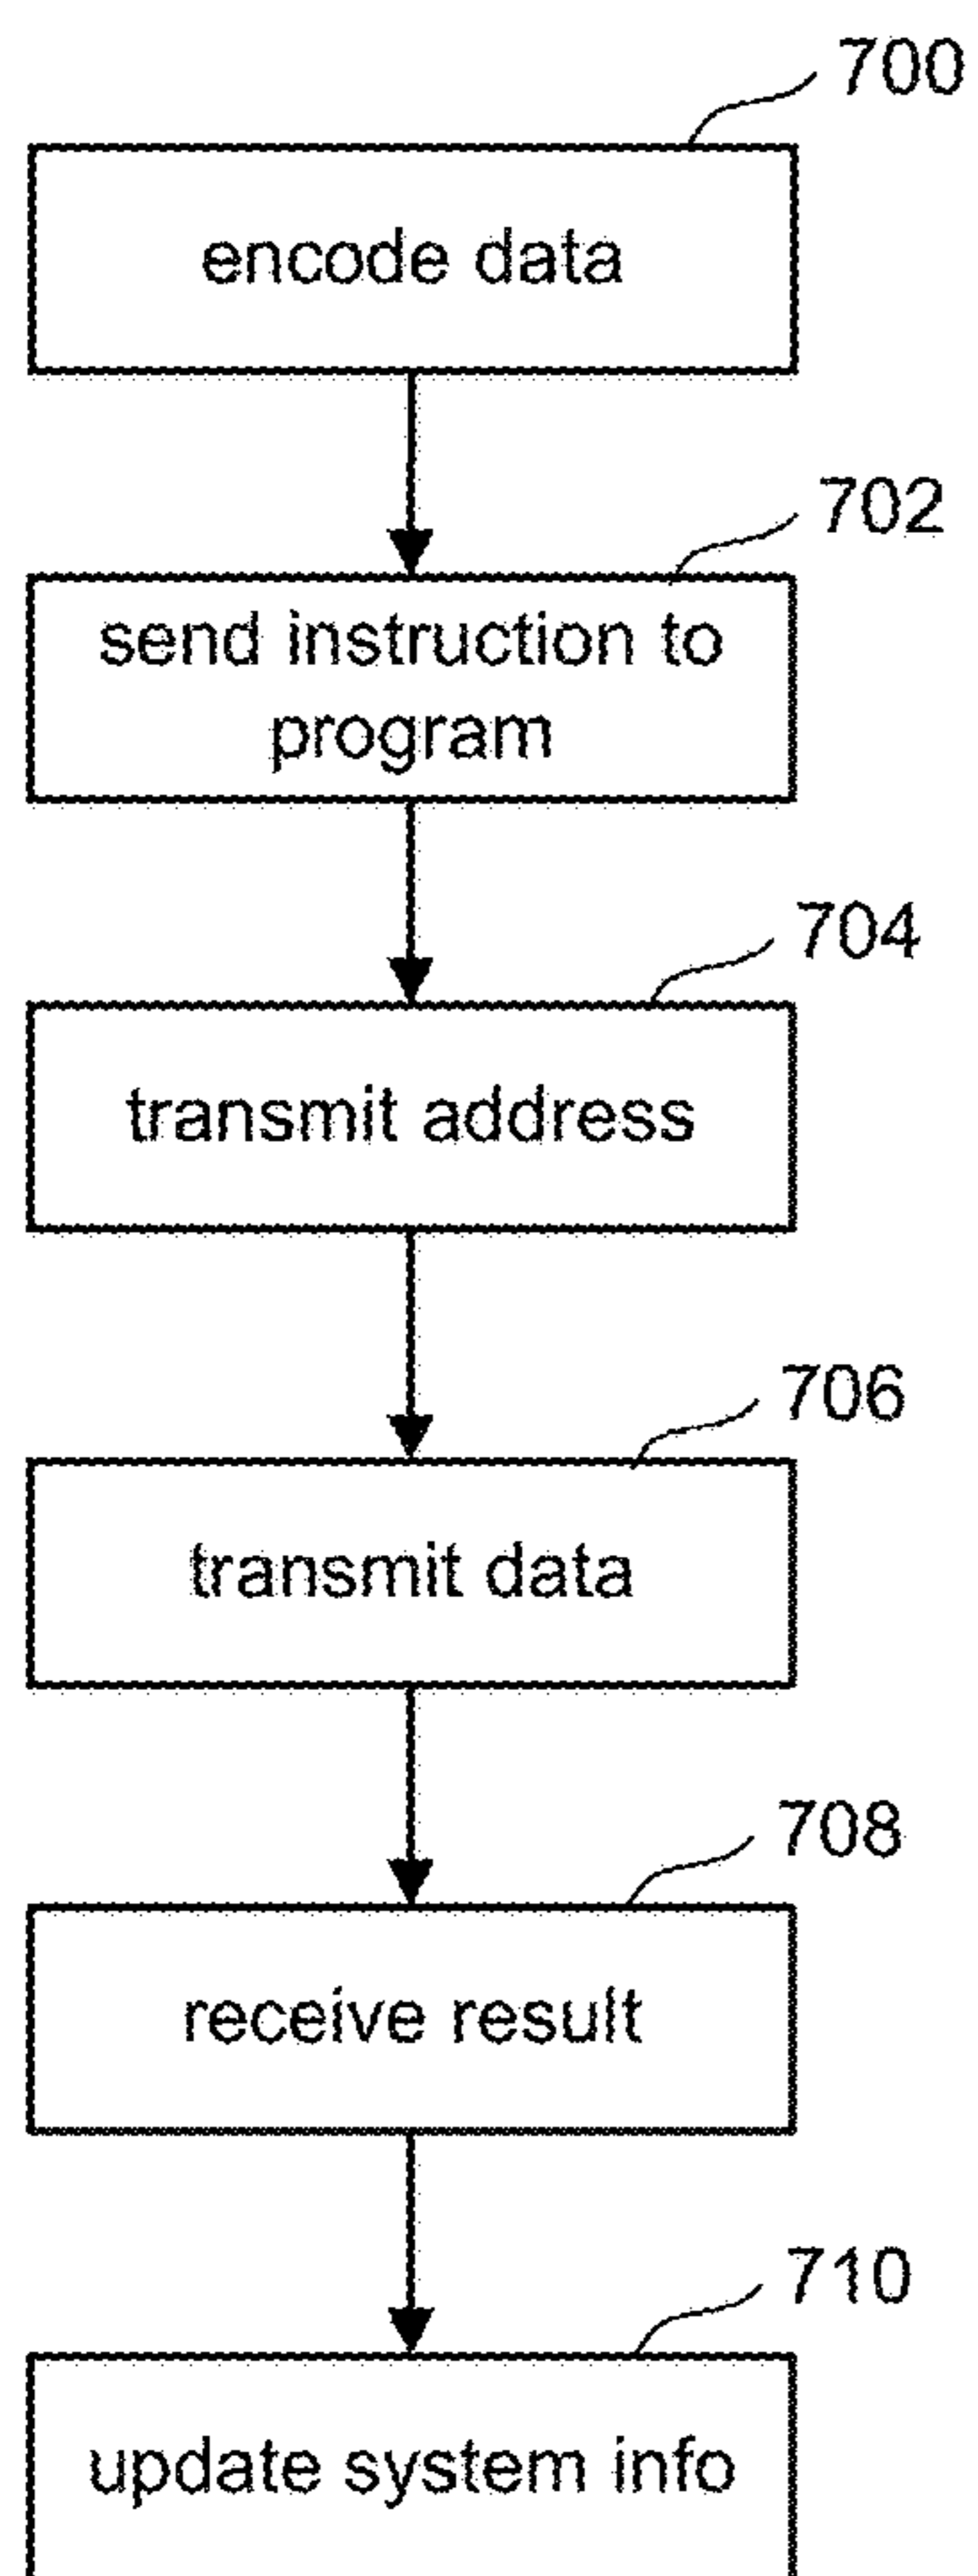 700
encode data
702
send instruction to
program
704
transmit address
706
transmit data
708
receive result
710
update system info